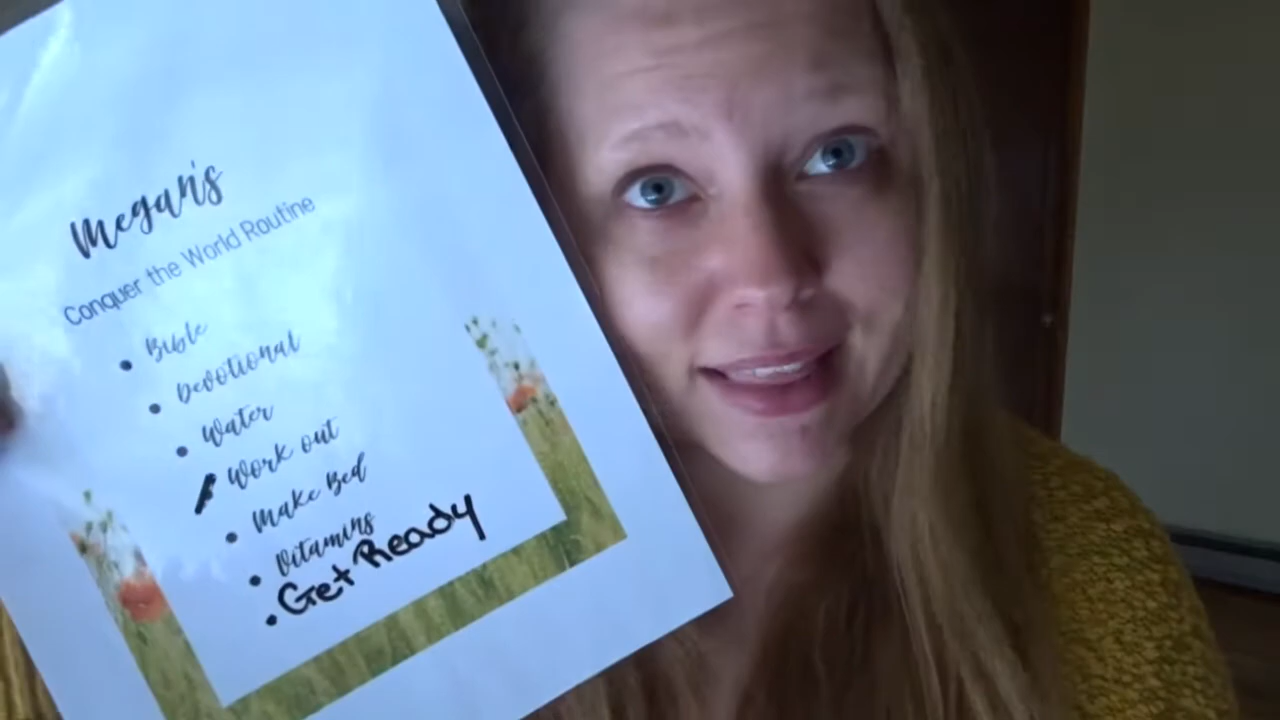 Megan's
Conquer the World Routine
• Bible
• Devotional
• Water
• Work out
• Make Bed
• Vitamins
• Get Ready